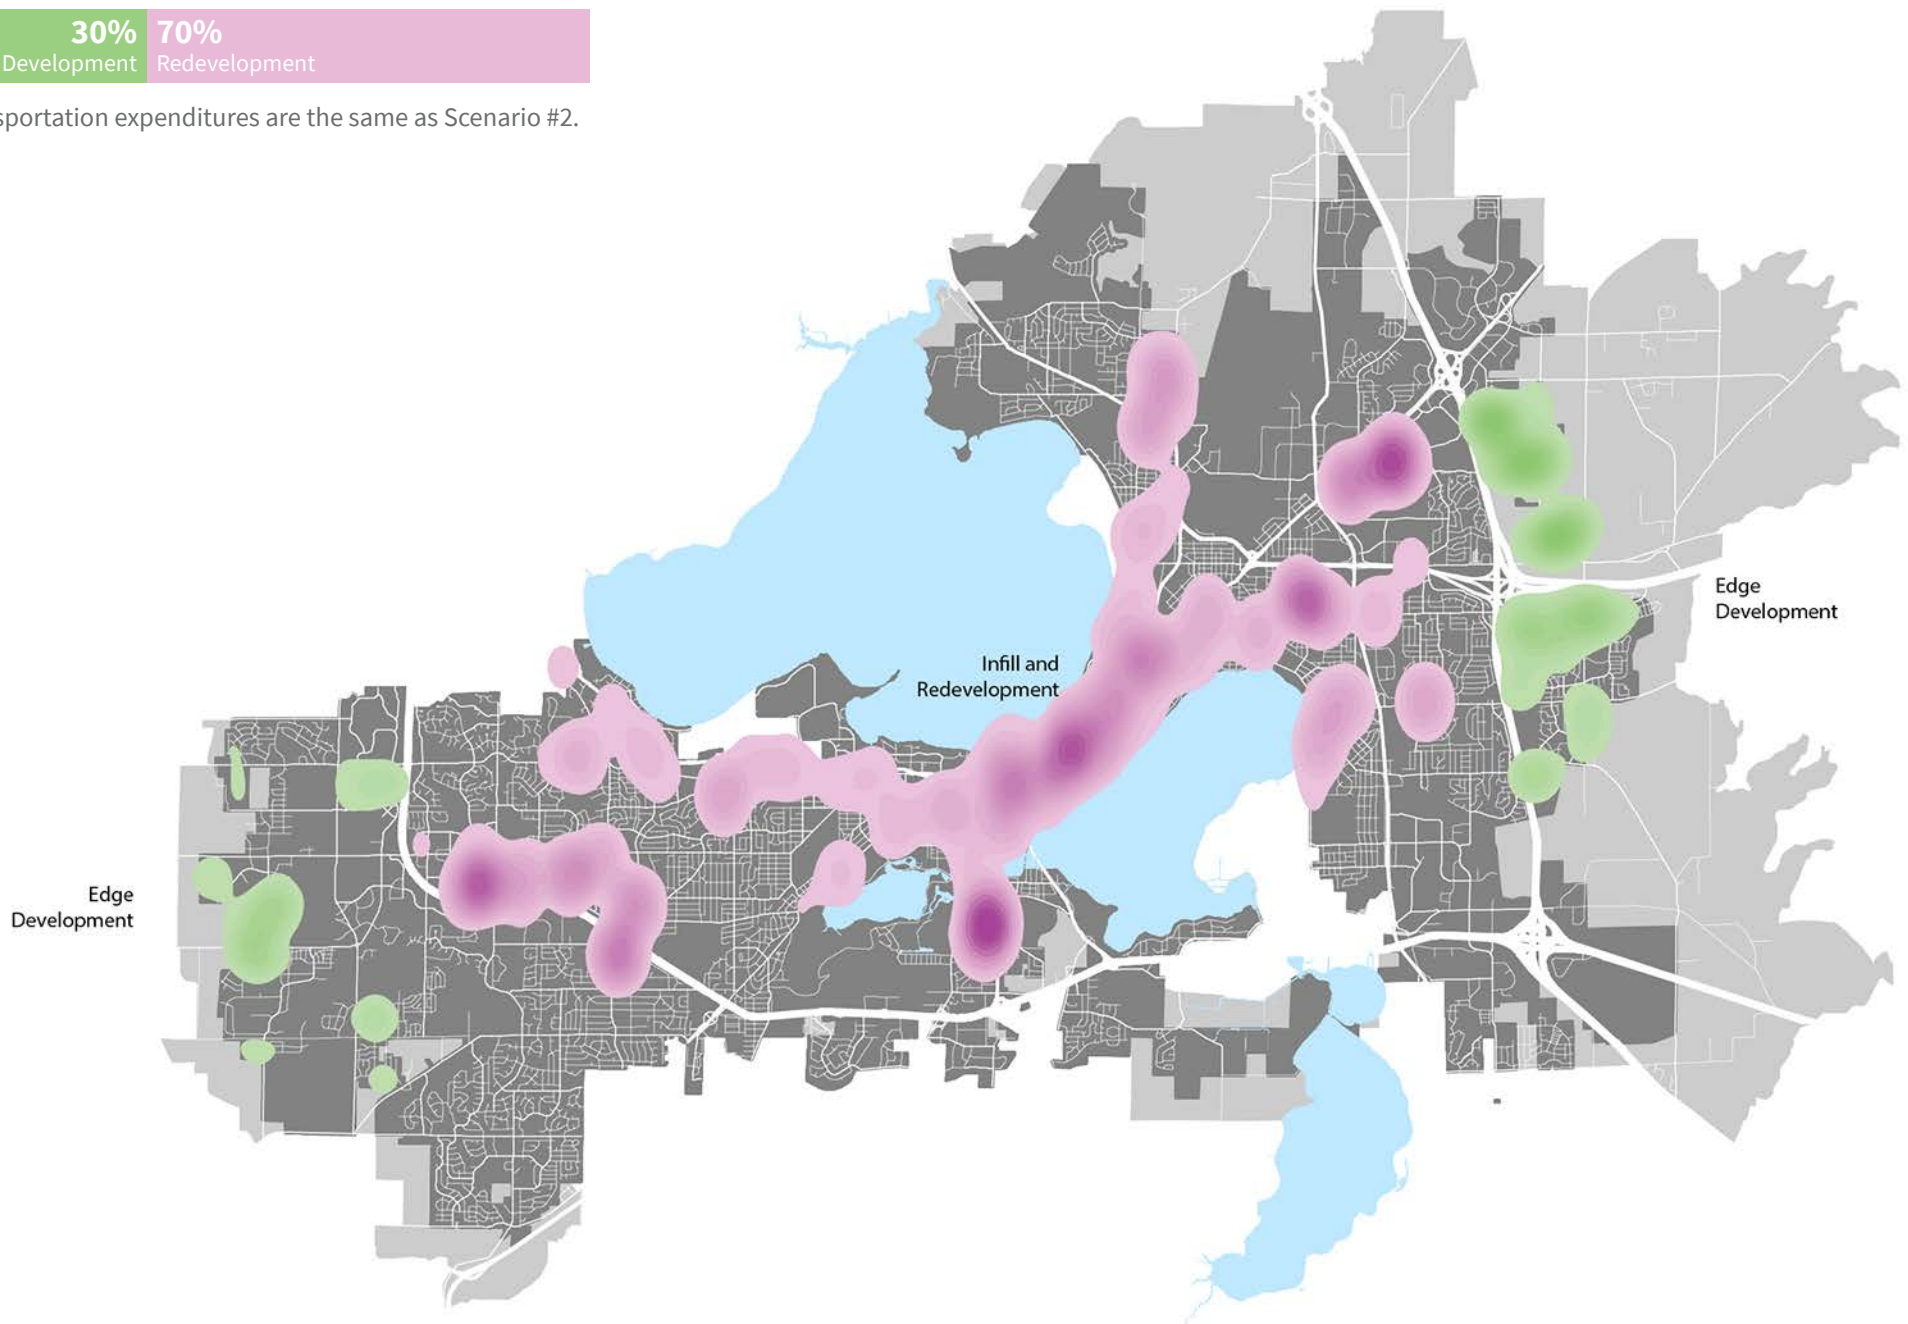 30% 70%
Development Redevelopment
sportation expenditures are the same as Scenario #2.
Edge
Development
Infill and
Redevelopment
Edge
Development